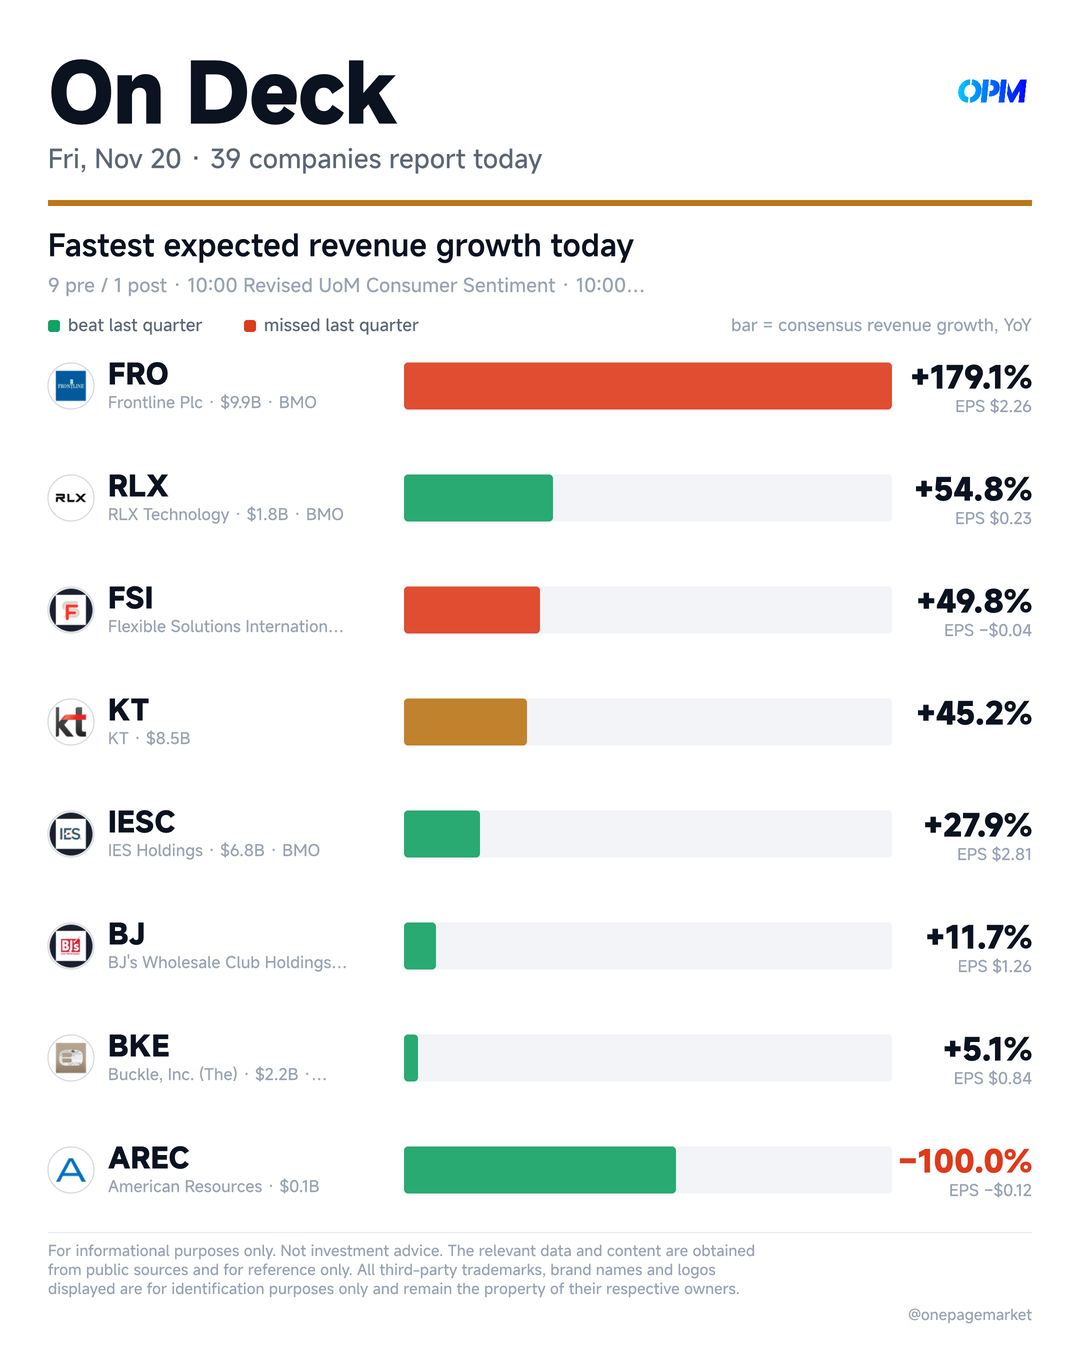 On Deck
OPM
Fri, Nov 20 · 39 companies report today
Fastest expected revenue growth today
9 pre / 1 post · 10:00 Revised UoM Consumer Sentiment · 10:00…
beat last quarter
missed last quarter
bar = consensus revenue growth, YoY
FRONTLINE
FRO
Frontline Plc · $9.9B · BMO
+179.1%
EPS $2.26
RLX
RLX
RLX Technology · $1.8B · BMO
+54.8%
EPS $0.23
F
FSI
Flexible Solutions Internation…
+49.8%
EPS −$0.04
kt
KT
KT · $8.5B
+45.2%
IES
IESC
IES Holdings · $6.8B · BMO
+27.9%
EPS $2.81
BJ's
BJ
BJ's Wholesale Club Holdings…
+11.7%
EPS $1.26
BKE
Buckle, Inc. (The) · $2.2B ·…
+5.1%
EPS $0.84
AREC
American Resources · $0.1B
−100.0%
EPS −$0.12
For informational purposes only. Not investment advice. The relevant data and content are obtained
from public sources and for reference only. All third-party trademarks, brand names and logos
displayed are for identification purposes only and remain the property of their respective owners.
@onepagemarket